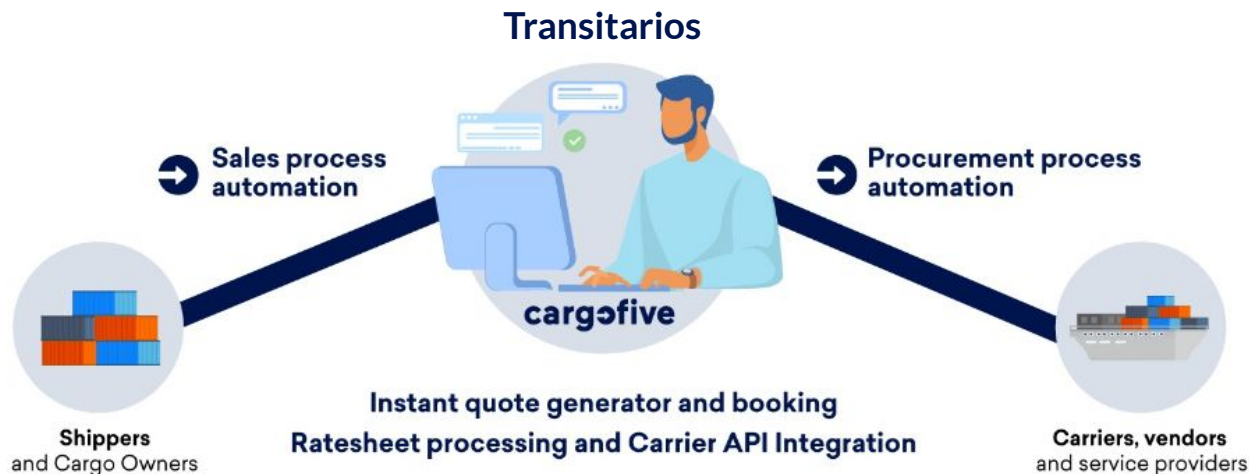 Transitarios
Sales process
automation
Procurement process
automation
cargofive
Instant quote generator and booking
Ratesheet processing and Carrier API Integration
Shippers
and Cargo Owners
Carriers, vendors
and service providers